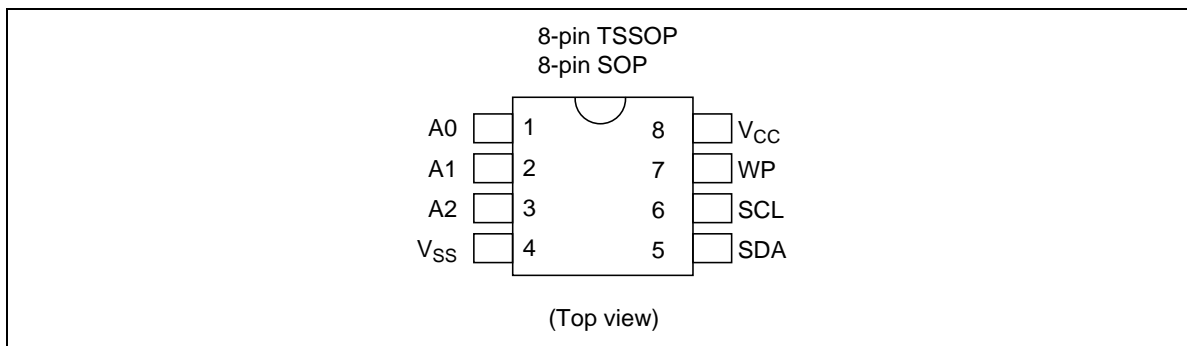 8-pin TSSOP
8-pin SOP
A0 1 8 VCC
A1 2 7 WP
A2 3 6 SCL
VSS 4 5 SDA
(Top view)